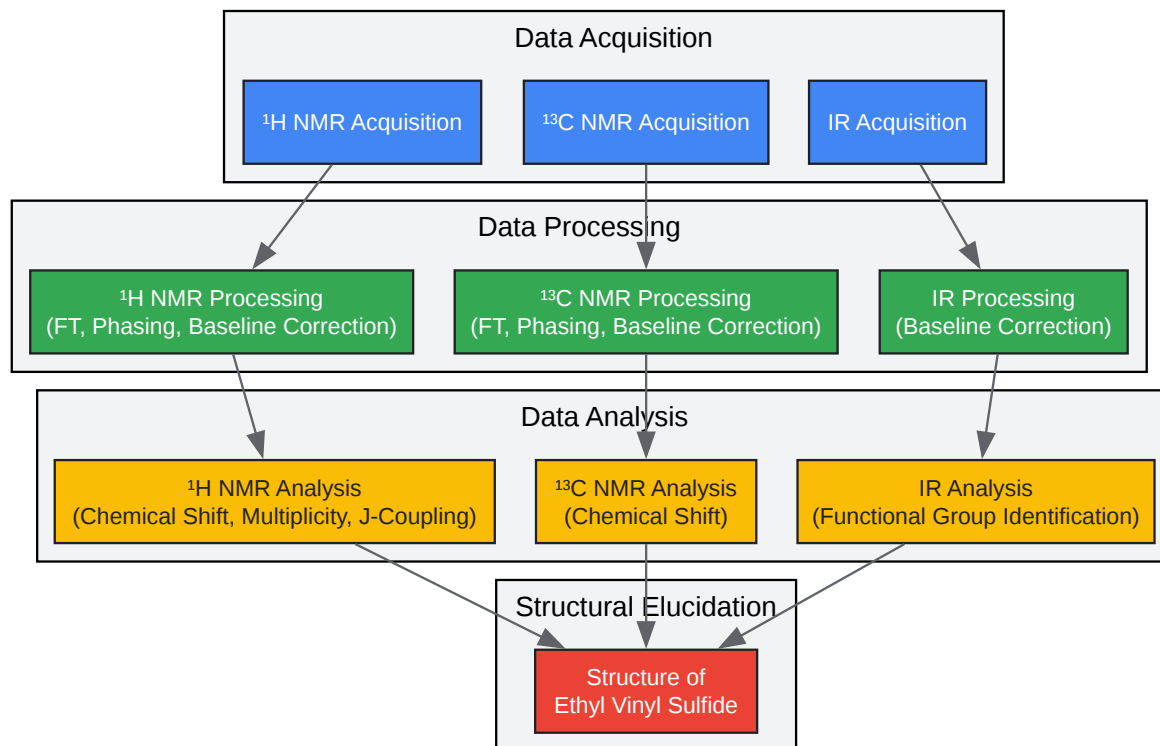 Data Acquisition
¹H NMR Acquisition
¹³C NMR Acquisition
IR Acquisition
Data Processing
¹H NMR Processing
(FT, Phasing, Baseline Correction)
¹³C NMR Processing
(FT, Phasing, Baseline Correction)
IR Processing
(Baseline Correction)
Data Analysis
¹H NMR Analysis
(Chemical Shift, Multiplicity, J-Coupling)
¹³C NMR Analysis
(Chemical Shift)
IR Analysis
(Functional Group Identification)
Structural Elucidation
Structure of
Ethyl Vinyl Sulfide